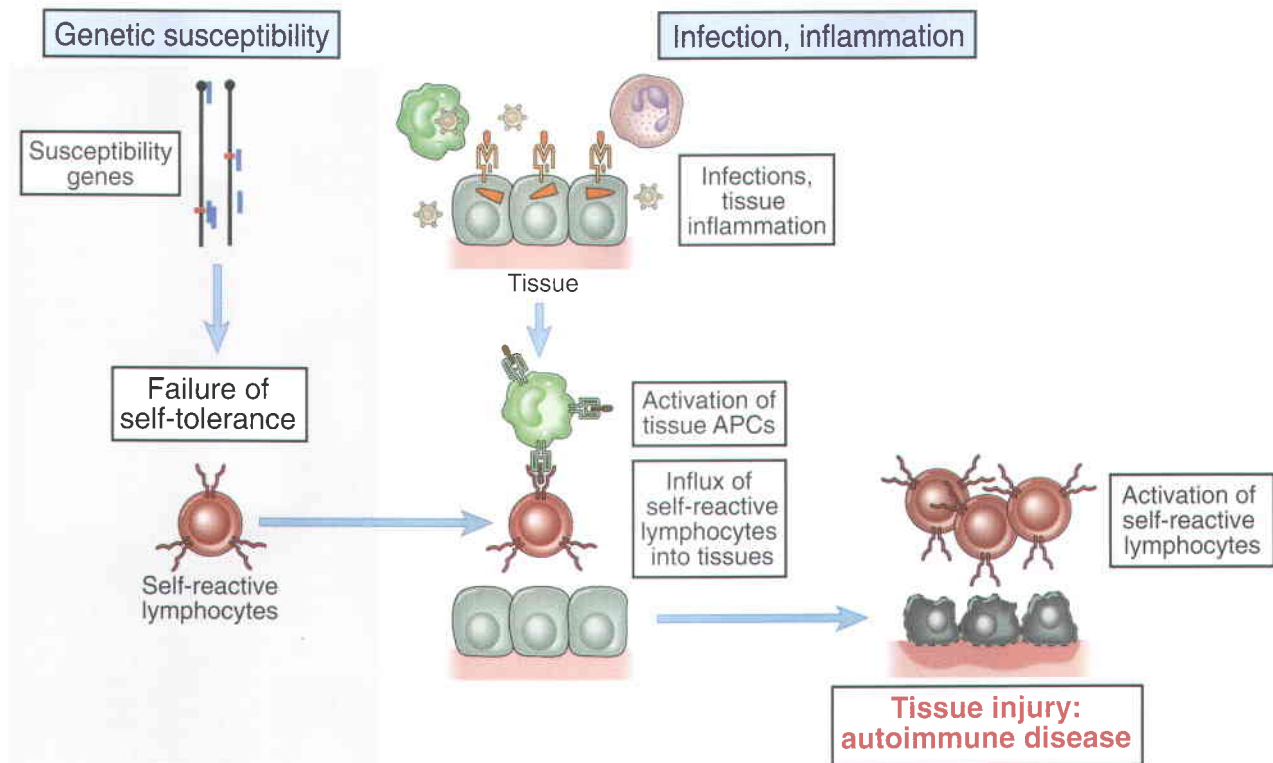 Genetic susceptibility
Infection, inflammation
Susceptibility
genes
Infections,
tissue
inflammation
Tissue
Failure of
self-tolerance
Activation of
tissue APCs
Influx of
self-reactive
lymphocytes
into tissues
Activation of
self-reactive
lymphocytes
Self-reactive
lymphocytes
Tissue injury:
autoimmune disease